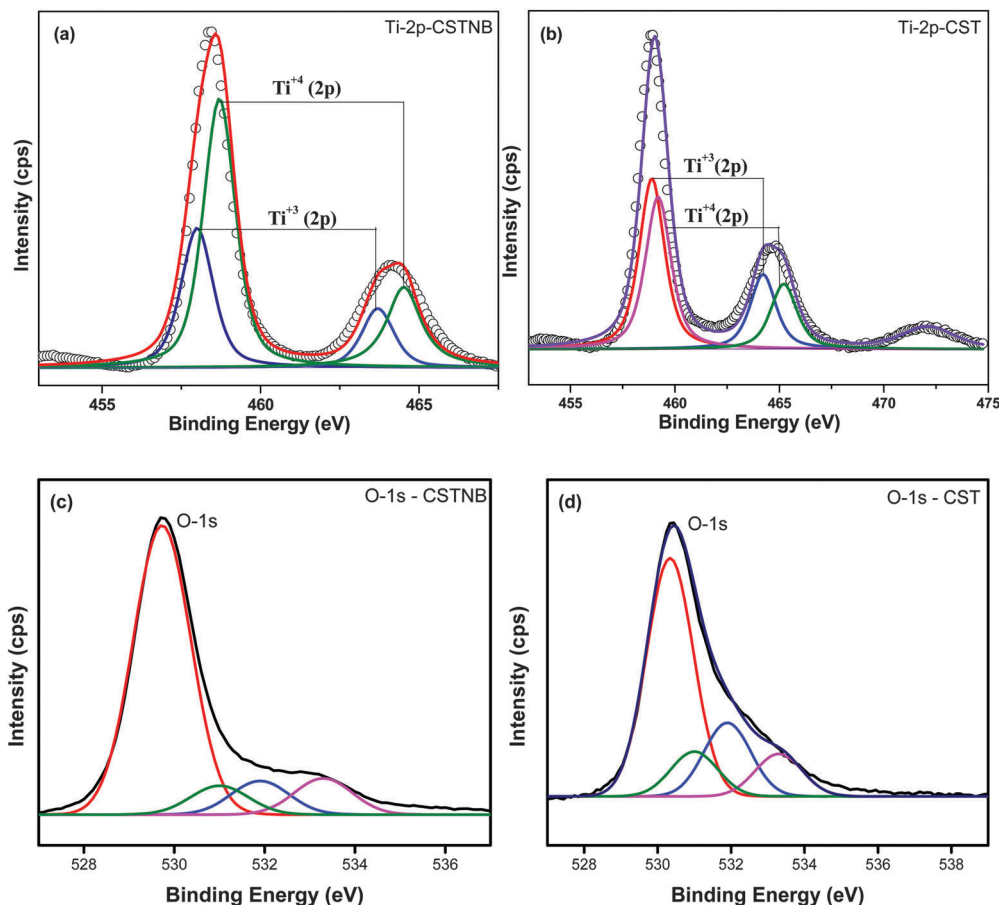 (a)
Ti-2p-CSTNB
Ti+4 (2p)
Ti+3 (2p)
Intensity (cps)
455
460
465
Binding Energy (eV)
(b)
Ti-2p-CST
Ti+3(2p)
Ti+4(2p)
Intensity (cps)
455
460
465
470
475
Binding Energy (eV)
(c)
O-1s - CSTNB
O-1s
Intensity (cps)
528
530
532
534
536
Binding Energy (eV)
(d)
O-1s - CST
O-1s
Intensity (cps)
528
530
532
534
536
538
Binding Energy (eV)